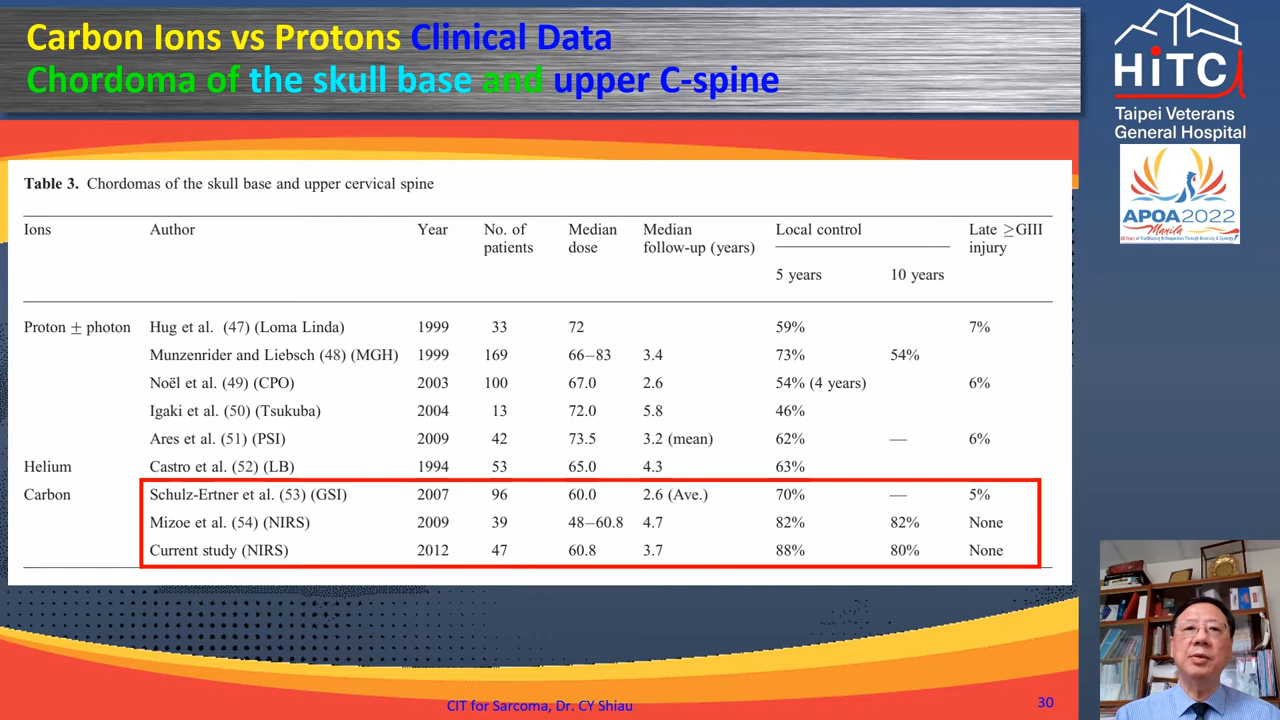 Carbon Ions vs Protons Clinical Data
Chordoma of the skull base and upper C-spine
HiTCA
Taipei Veterans
General Hospital
APOA2022
Manila
Table 3. Chordomas of the skull base and upper cervical spine
Ions Author Year No. of patients Median dose Median follow-up (years) Local control Late ≥GIII injury
5 years 10 years
Proton ± photon Hug et al. (47) (Loma Linda) 1999 33 72 59% 7%
Munzenrider and Liebsch (48) (MGH) 1999 169 66−83 3.4 73% 54%
Noël et al. (49) (CPO) 2003 100 67.0 2.6 54% (4 years) 6%
Igaki et al. (50) (Tsukuba) 2004 13 72.0 5.8 46%
Ares et al. (51) (PSI) 2009 42 73.5 3.2 (mean) 62% — 6%
Helium Castro et al. (52) (LB) 1994 53 65.0 4.3 63%
Carbon Schulz-Ertner et al. (53) (GSI) 2007 96 60.0 2.6 (Ave.) 70% — 5%
Mizoe et al. (54) (NIRS) 2009 39 48−60.8 4.7 82% 82% None
Current study (NIRS) 2012 47 60.8 3.7 88% 80% None
CIT for Sarcoma, Dr. CY Shiau
30